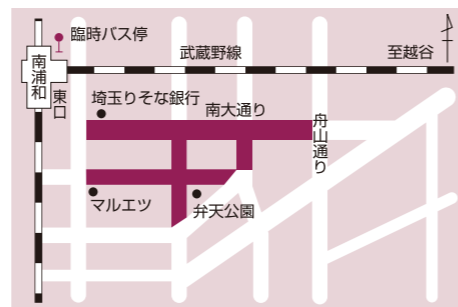 臨時バス停
武蔵野線
至越谷
南浦和
東口
埼玉りそな銀行
南大通り
舟山通り
マルエツ
弁天公園